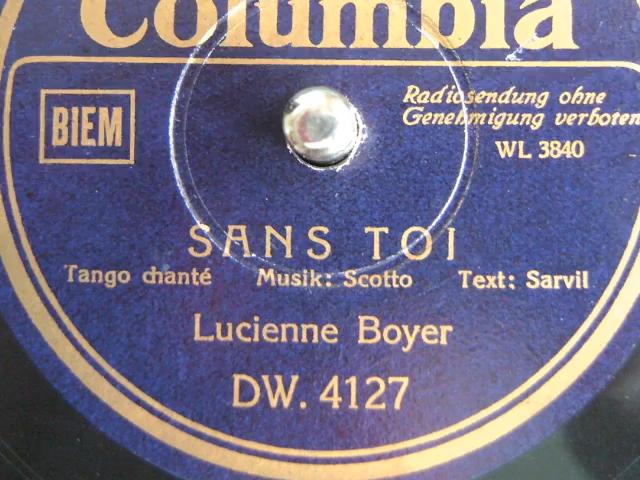 Columbia
BIEM
Radiosendung ohne
Genehmigung verboten
WL 3840
SANS TOI
Tango chanté Musik: Scotto Text: Sarvil
Lucienne Boyer
DW. 4127